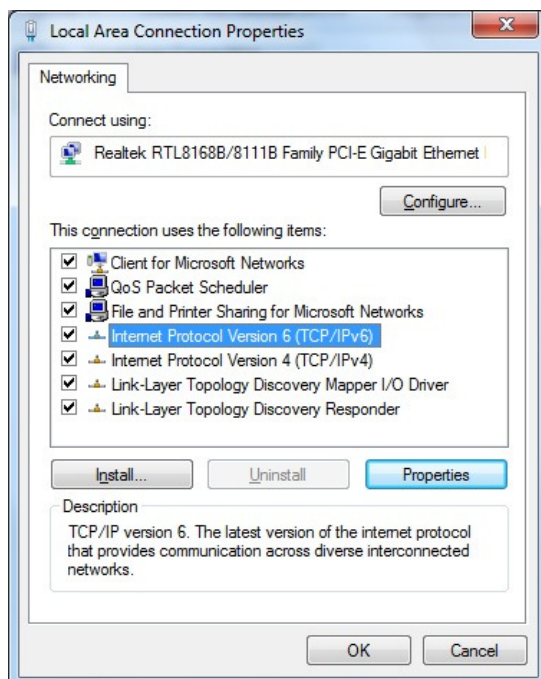 Local Area Connection Properties
Networking
Connect using:
Realtek RTL8168B/8111B Family PCI-E Gigabit Ethernet
Configure...
This connection uses the following items:
Client for Microsoft Networks
QoS Packet Scheduler
File and Printer Sharing for Microsoft Networks
Internet Protocol Version 6 (TCP/IPv6)
Internet Protocol Version 4 (TCP/IPv4)
Link-Layer Topology Discovery Mapper I/O Driver
Link-Layer Topology Discovery Responder
Install...
Uninstall
Properties
Description
TCP/IP version 6. The latest version of the internet protocol
that provides communication across diverse interconnected
networks.
OK
Cancel